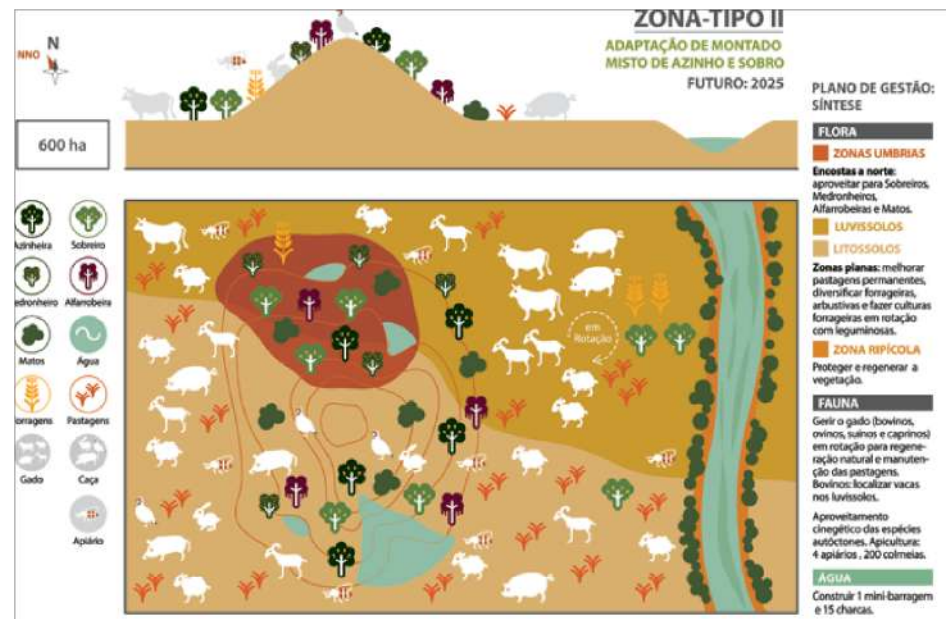 ZONA-TIPO II
ADAPTAÇÃO DE MONTADO
MISTO DE AZINHO E SOBRO
FUTURO: 2025
NNO
N
600 ha
Azinheira
Sobreiro
Medronheiro
Alfarrobeira
Matos
Água
Forragens
Pastagens
Gado
Caça
Apiário
em
Rotação
PLANO DE GESTÃO:
SÍNTESE
FLORA
ZONAS UMBRIAS
Encostas a norte:
aproveitar para Sobreiros,
Medronheiros,
Alfarrobeiras e Matos.
LUVISSOLOS
LITOSSOLOS
Zonas planas: melhorar
pastagens permanentes,
diversificar forrageiras,
arbustivas e fazer culturas
forrageiras em rotação
com leguminosas.
ZONA RIPÍCOLA
Proteger e regenerar a
vegetação.
FAUNA
Gerir o gado (bovinos,
ovinos, suínos e caprinos)
em rotação para regene-
ração natural e manuten-
ção das pastagens.
Bovinos: localizar vacas
nos luvissolos.
Aproveitamento
cinegético das espécies
autóctones. Apicultura:
4 apiários , 200 colmeias.
ÁGUA
Construir 1 mini-barragem
e 15 charcas.